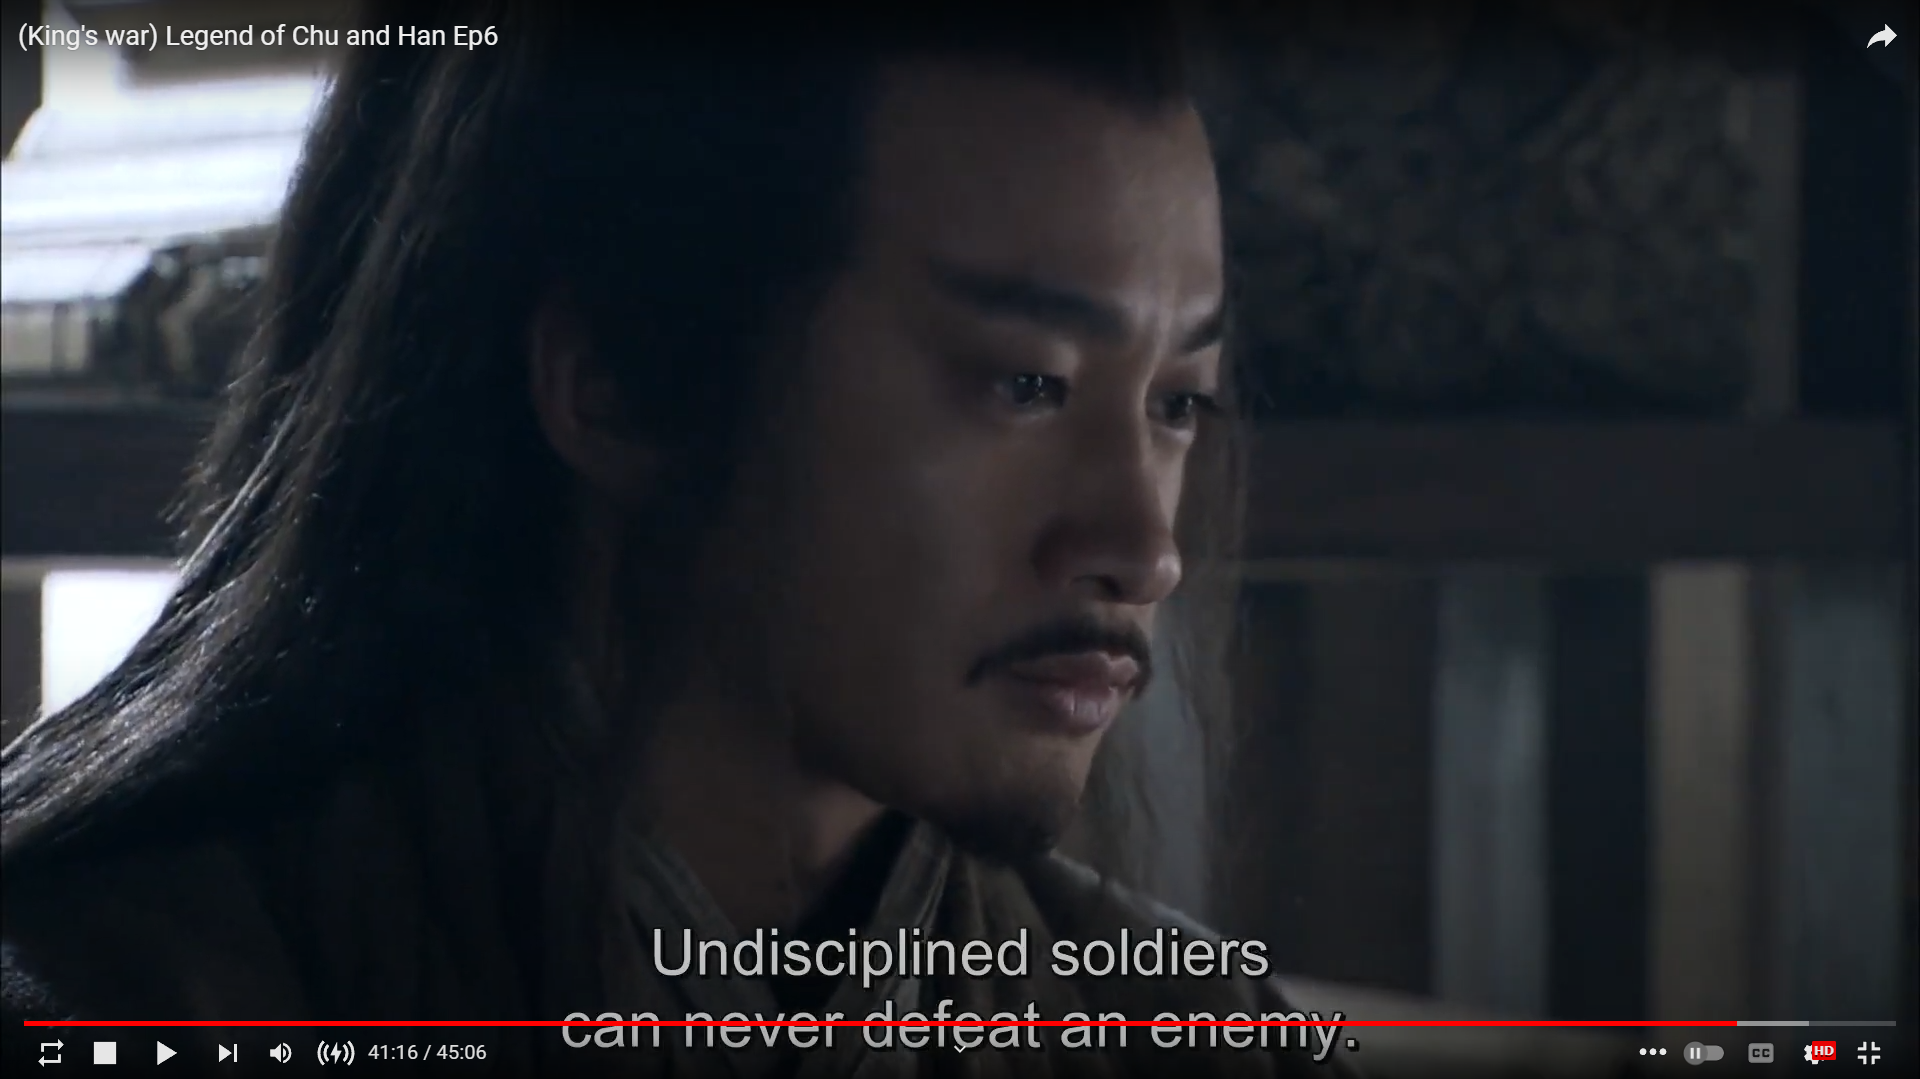 (King's war) Legend of Chu and Han Ep6
Undisciplined soldiers
can never defeat an enemy.
41:16 / 45:06
CC
HD